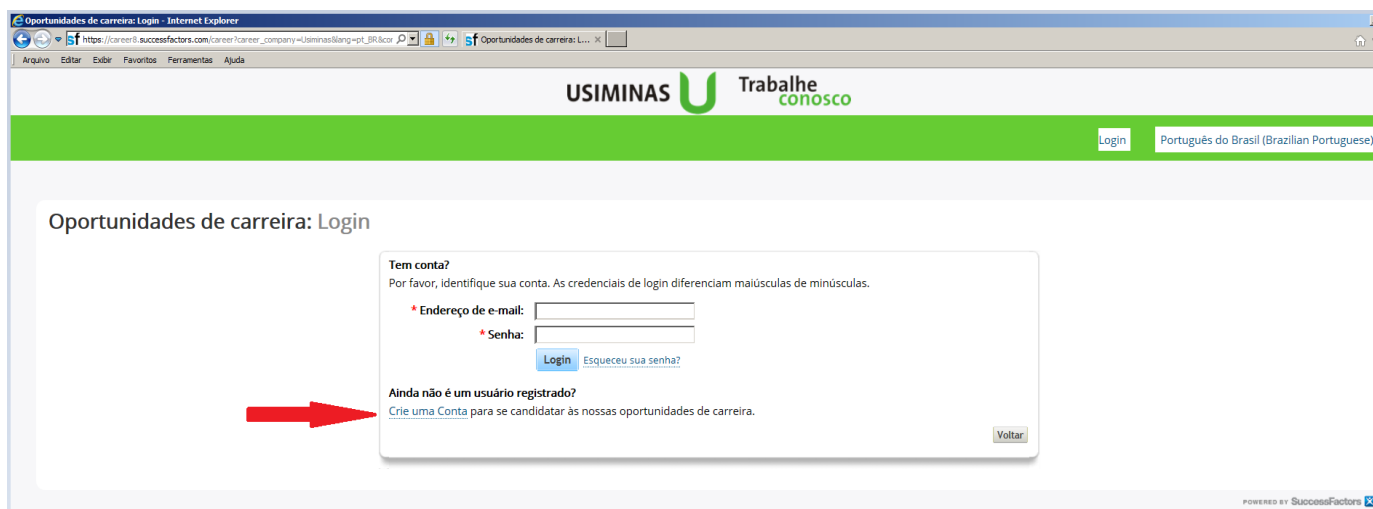 Oportunidades de carreira: Login - Internet Explorer
https://career8.successfactors.com/career?career_company=Usiminas&lang=pt_BR&cor
Oportunidades de carreira: L...
Arquivo Editar Exibir Favoritos Ferramentas Ajuda
USIMINAS Trabalhe conosco
Login Português do Brasil (Brazilian Portuguese)
Oportunidades de carreira: Login
Tem conta?
Por favor, identifique sua conta. As credenciais de login diferenciam maiúsculas de minúsculas.
* Endereço de e-mail:
* Senha:
Login Esqueceu sua senha?
Ainda não é um usuário registrado?
Crie uma Conta para se candidatar às nossas oportunidades de carreira.
Voltar
POWERED BY SuccessFactors